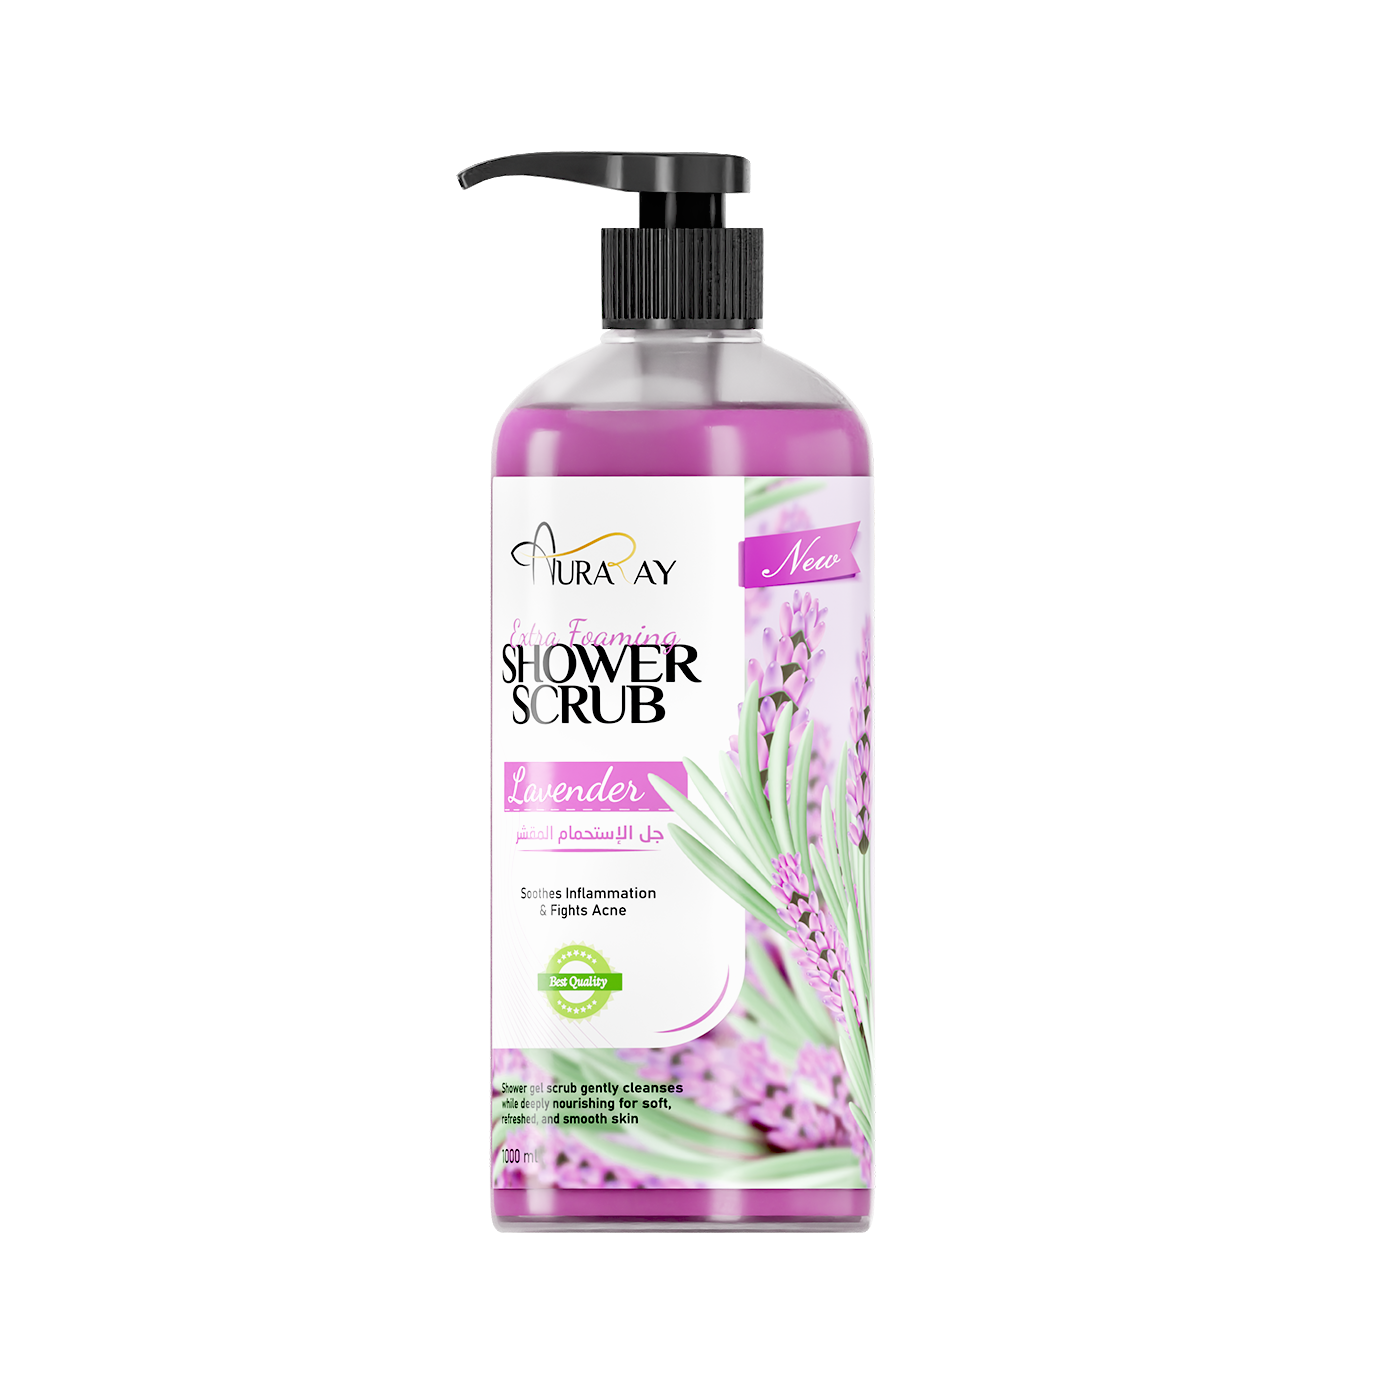 AURARAY
New
Extra Foaming
SHOWER
SCRUB
Lavender
جل الإستحمام المقشر
Soothes Inflammation
& Fights Acne
Best Quality
Shower gel scrub gently cleanses
while deeply nourishing for soft,
refreshed, and smooth skin
1000 ml